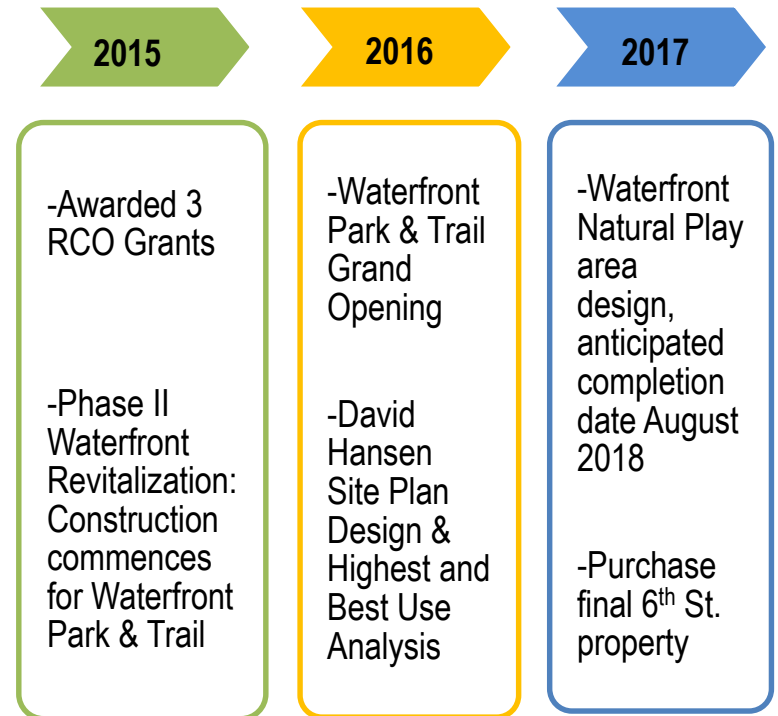 2015
2016
2017
-Awarded 3
RCO Grants
-Phase II
Waterfront
Revitalization:
Construction
commences
for Waterfront
Park & Trail
-Waterfront
Park & Trail
Grand
Opening
-David
Hansen
Site Plan
Design &
Highest and
Best Use
Analysis
-Waterfront
Natural Play
area
design,
anticipated
completion
date August
2018
-Purchase
final 6th St.
property